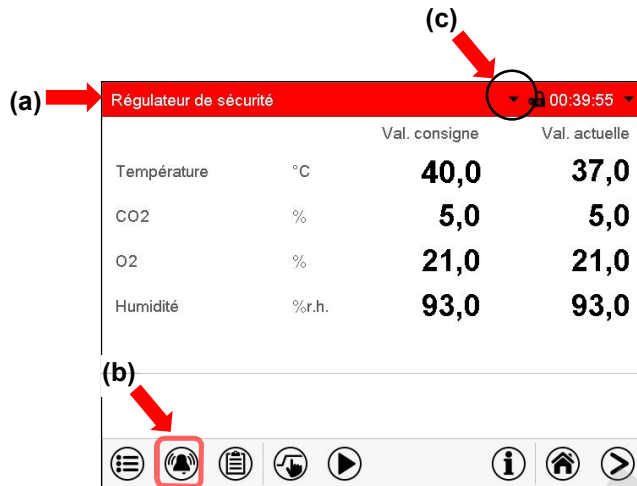 (c)
(a)
Régulateur de sécurité 00:39:55
Val. consigne Val. actuelle
Température °C 40,0 37,0
CO2 % 5,0 5,0
O2 % 21,0 21,0
Humidité %r.h. 93,0 93,0
(b)